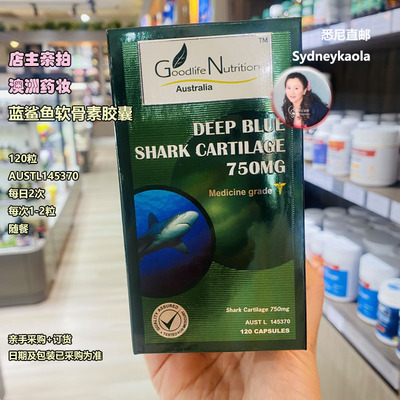 店主亲拍
澳洲药妆
蓝鲨鱼软骨素胶囊
120粒
AUSTL145370
每日2次
每次1-2粒
随餐
亲手采购+订货
日期及包装已采购为准
悉尼直邮
Sydneykaola
TM
Goodlife Nutrition
Australia
DEEP BLUE
SHARK CARTILAGE
750MG
Medicine grade
QUALITY ASSURED
Shark Cartilage 750mg
AUST L 145370
120 CAPSULES